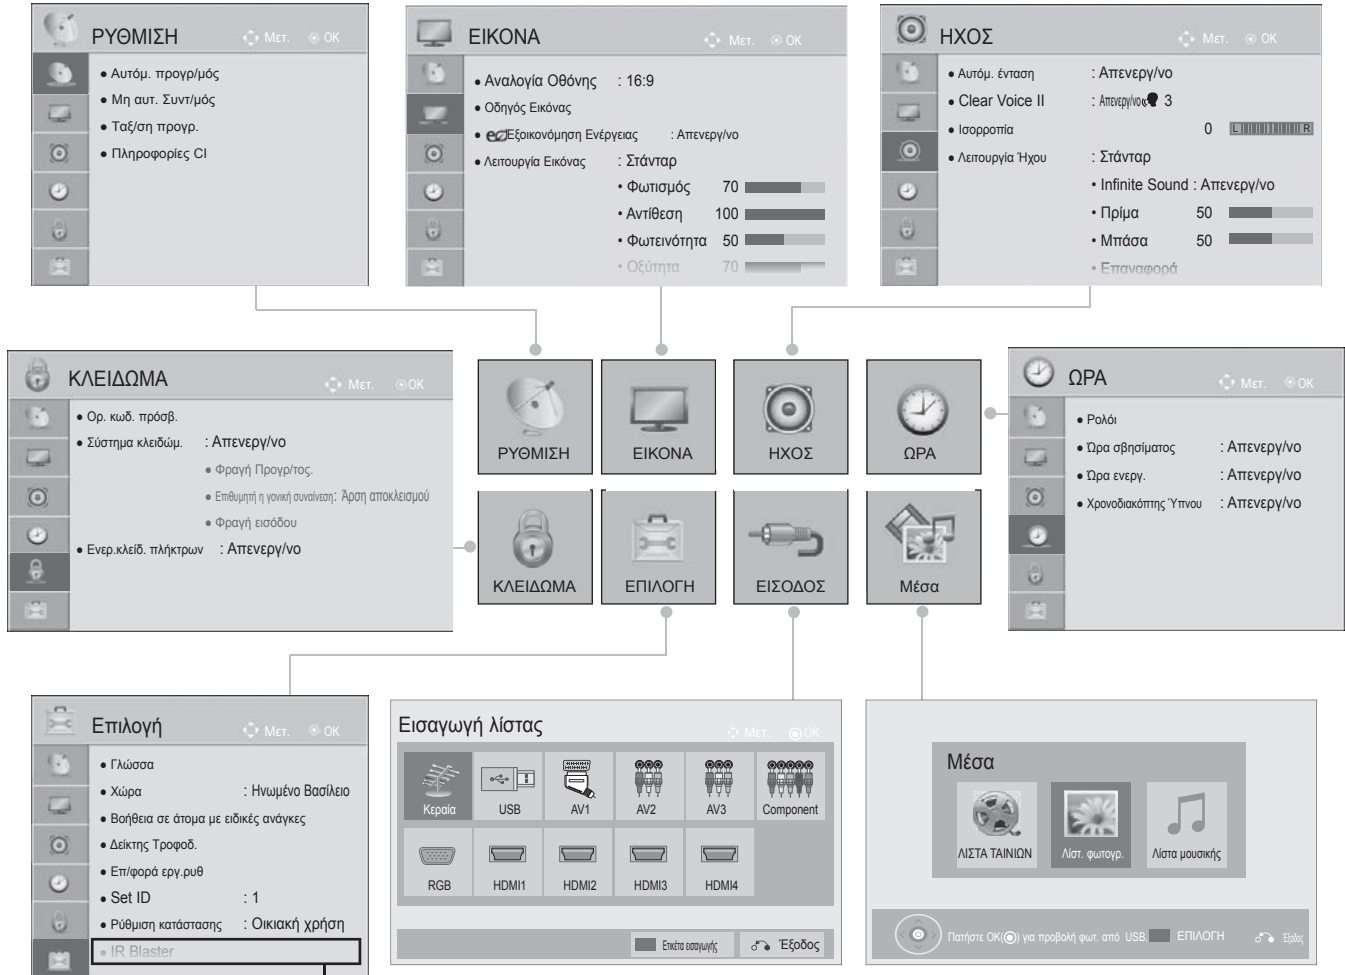 ΡΥΘΜΙΣΗ
Μετ. OK
● Αυτόμ. προγρ/μός
● Μη αυτ. Συντ/μός
● Ταξ/ση προγρ.
● Πληροφορίες CI
ΕΙΚΟΝΑ
Μετ. OK
● Αναλογία Οθόνης : 16:9
● Οδηγός Εικόνας
● eco Εξοικονόμηση Ενέργειας : Απενεργ/νο
● Λειτουργία Εικόνας : Στάνταρ
• Φωτισμός 70
• Αντίθεση 100
• Φωτεινότητα 50
• Οξύτητα 70
ΗΧΟΣ
Μετ. OK
● Αυτόμ. ένταση : Απενεργ/νο
● Clear Voice II : Απενεργ/νο 3
● Ισορροπία 0 L R
● Λειτουργία Ήχου : Στάνταρ
• Infinite Sound : Απενεργ/νο
• Πρίμα 50
• Μπάσα 50
• Επαναφορά
ΚΛΕΙΔΩΜΑ
Μετ. OK
● Ορ. κωδ. πρόσβ.
● Σύστημα κλειδώμ. : Απενεργ/νο
● Φραγή Προγρ/τος.
● Επιθυμητή η γονική συναίνεση: Άρση αποκλεισμού
● Φραγή εισόδου
● Ενερ.κλείδ. πλήκτρων : Απενεργ/νο
ΡΥΘΜΙΣΗ
ΕΙΚΟΝΑ
ΗΧΟΣ
ΩΡΑ
ΚΛΕΙΔΩΜΑ
ΕΠΙΛΟΓΗ
ΕΙΣΟΔΟΣ
Μέσα
ΩΡΑ
Μετ. OK
● Ρολόι
● Ώρα σβησίματος : Απενεργ/νο
● Ώρα ενεργ. : Απενεργ/νο
● Χρονοδιακόπτης Ύπνου : Απενεργ/νο
Επιλογή
Μετ. OK
● Γλώσσα
● Χώρα : Ηνωμένο Βασίλειο
● Βοήθεια σε άτομα με ειδικές ανάγκες
● Δείκτης Τροφοδ.
● Επ/φορά εργ.ρυθ
● Set ID : 1
● Ρύθμιση κατάστασης : Οικιακή χρήση
● IR Blaster
Εισαγωγή λίστας
Μετ. OK
Κεραία
USB
AV1
AV2
AV3
Component
RGB
HDMI1
HDMI2
HDMI3
HDMI4
Ετικέτα εισαγωγής
Έξοδος
Μέσα
ΛΙΣΤΑ ΤΑΙΝΙΩΝ
Λίστ. φωτογρ.
Λίστα μουσικής
Πατήστε OK(◉) για προβολή φωτ. από USB. ΕΠΙΛΟΓΗ Έξοδος